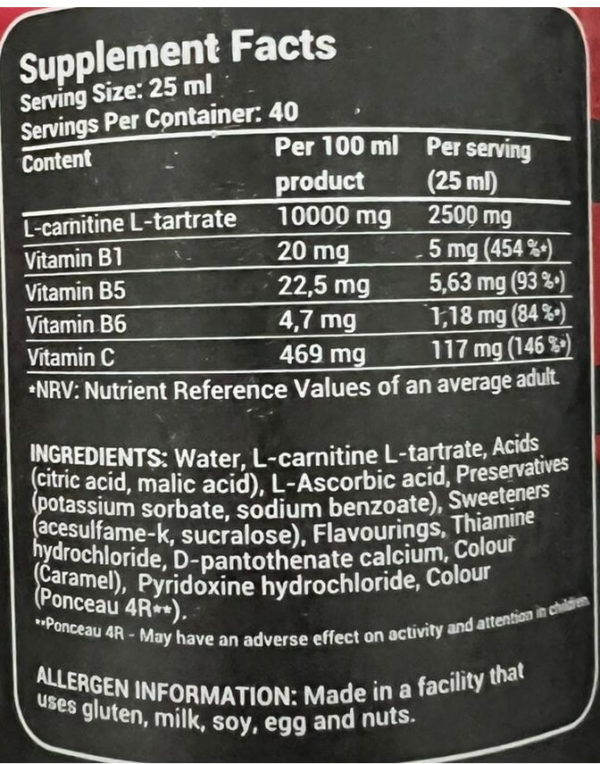 Supplement Facts
Serving Size: 25 ml
Servings Per Container: 40
Content Per 100 ml product Per serving (25 ml)
L-carnitine L-tartrate 10000 mg 2500 mg
Vitamin B1 20 mg 5 mg (454 %*)
Vitamin B5 22,5 mg 5,63 mg (93 %*)
Vitamin B6 4,7 mg 1,18 mg (84 %*)
Vitamin C 469 mg 117 mg (146 %*)
*NRV: Nutrient Reference Values of an average adult.
INGREDIENTS: Water, L-carnitine L-tartrate, Acids
(citric acid, malic acid), L-Ascorbic acid, Preservatives
(potassium sorbate, sodium benzoate), Sweeteners
(acesulfame-k, sucralose), Flavourings, Thiamine
hydrochloride, D-pantothenate calcium, Colour
(Caramel), Pyridoxine hydrochloride, Colour
(Ponceau 4R**).
**Ponceau 4R - May have an adverse effect on activity and attention in children
ALLERGEN INFORMATION: Made in a facility that
uses gluten, milk, soy, egg and nuts.